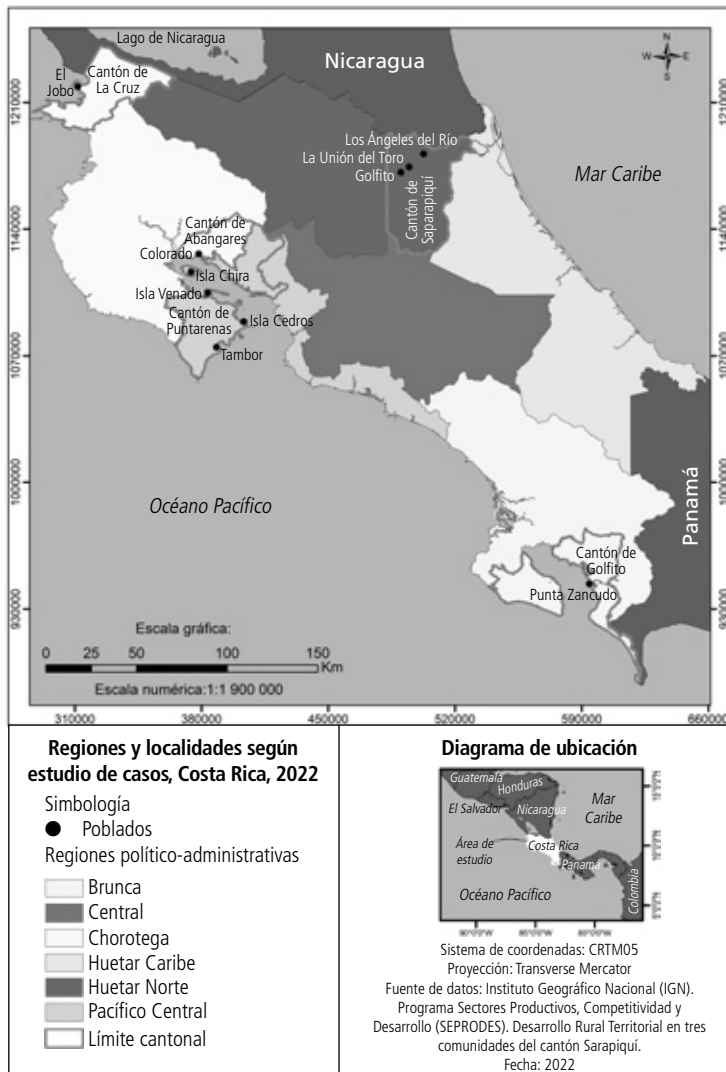 Lago de Nicaragua
Nicaragua
N
W
E
S
El
Jobo
Cantón de
La Cruz
1210000
1210000
Los Ángeles del Río
La Unión del Toro
Golfito
Cantón de
Saparapiquí
Mar Caribe
1140000
1140000
Cantón de
Abangares
Colorado
Isla Chira
Isla Venado
Cantón de
Puntarenas
Isla Cedros
Tambor
1070000
1070000
Océano Pacífico
1000000
1000000
Panamá
Cantón de
Golfito
Punta Zancudo
930000
930000
Escala gráfica:
0 25 50 100 150
Km
Escala numérica:1:1 900 000
310000 380000 450000 520000 590000 660000
Regiones y localidades según
estudio de casos, Costa Rica, 2022
Simbología
Poblados
Regiones político-administrativas
Brunca
Central
Chorotega
Huetar Caribe
Huetar Norte
Pacífico Central
Límite cantonal
Diagrama de ubicación
Guatemala
Honduras
El Salvador
Nicaragua
Mar
Caribe
Área de
estudio
Costa Rica
Panamá
Océano Pacífico
Colombia
Sistema de coordenadas: CRTM05
Proyección: Transverse Mercator
Fuente de datos: Instituto Geográfico Nacional (IGN).
Programa Sectores Productivos, Competitividad y
Desarrollo (SEPRODES). Desarrollo Rural Territorial en tres
comunidades del cantón Sarapiquí.
Fecha: 2022